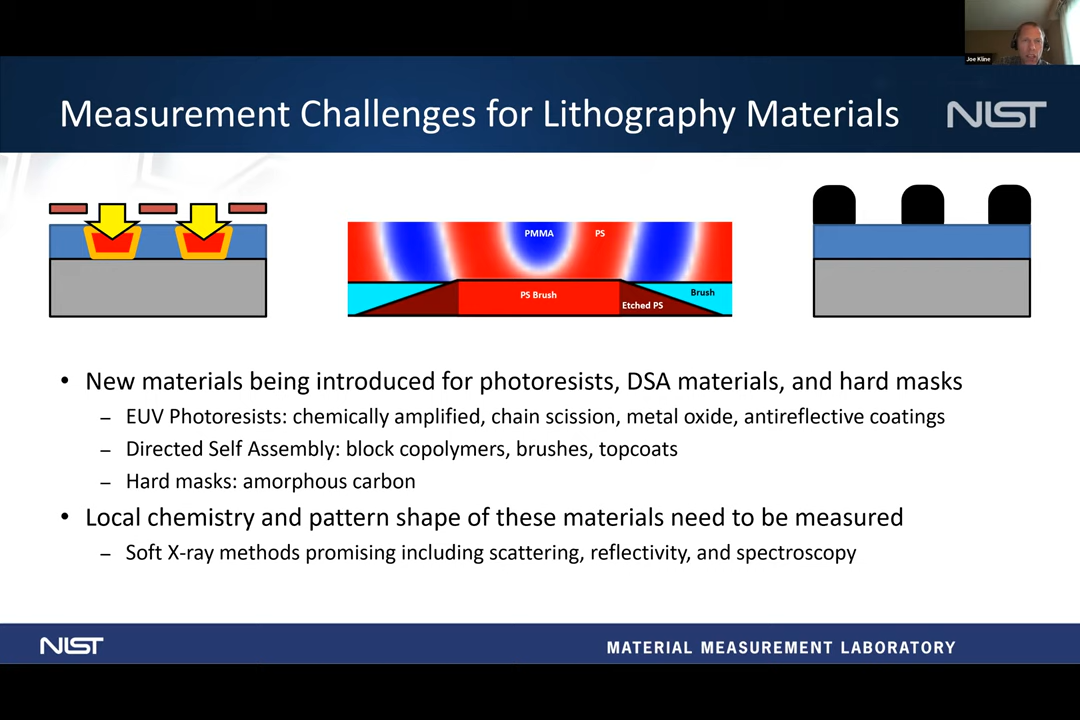 Joe Kline
Measurement Challenges for Lithography Materials
NIST
PMMA
PS
PS Brush
Brush
Etched PS
• New materials being introduced for photoresists, DSA materials, and hard masks
– EUV Photoresists: chemically amplified, chain scission, metal oxide, antireflective coatings
– Directed Self Assembly: block copolymers, brushes, topcoats
– Hard masks: amorphous carbon
• Local chemistry and pattern shape of these materials need to be measured
– Soft X-ray methods promising including scattering, reflectivity, and spectroscopy
NIST
MATERIAL MEASUREMENT LABORATORY